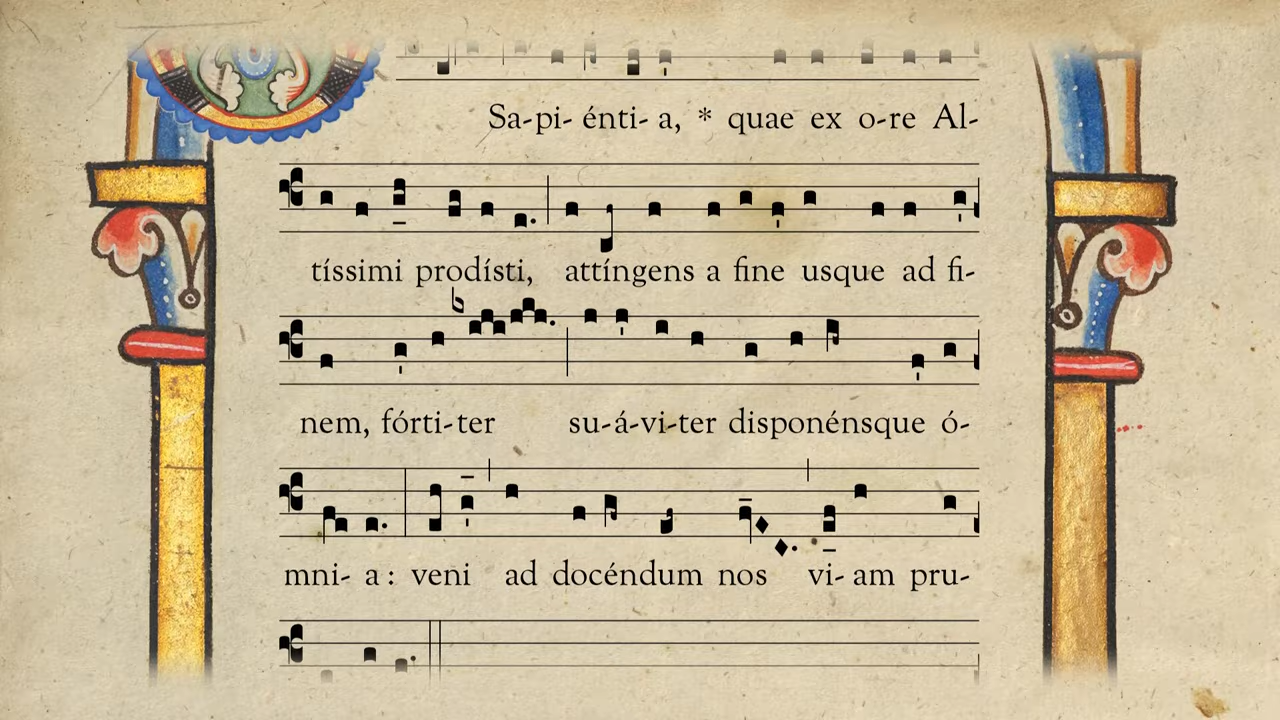 Sa-pi- énti- a, * quae ex o-re Al-
tíssimi prodísti, attíngens a fine usque ad fi-
nem, fórti-ter su-á-vi-ter disponénsque ó-
mni- a : veni ad docéndum nos vi- am pru-